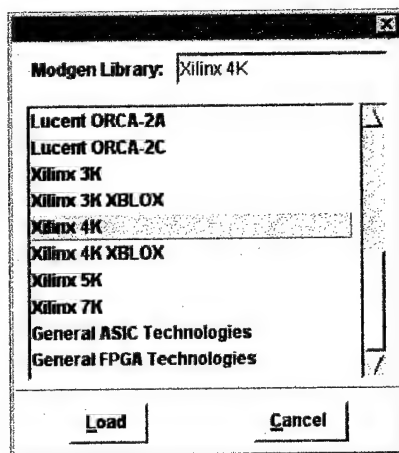 Modgen Library: Xilinx 4K
Lucent ORCA-2A
Lucent ORCA-2C
Xilinx 3K
Xilinx 3K XBLOX
Xilinx 4K
Xilinx 4K XBLOX
Xilinx 5K
Xilinx 7K
General ASIC Technologies
General FPGA Technologies
Load Cancel